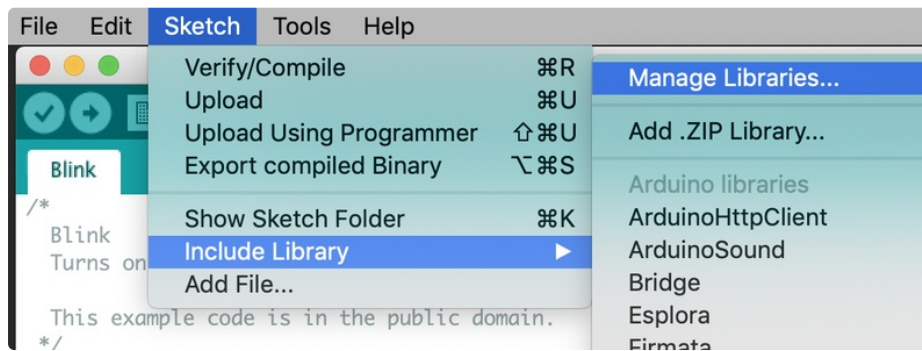 File Edit Sketch Tools Help
Verify/Compile ⌘R
Upload ⌘U
Upload Using Programmer ⇧⌘U
Export compiled Binary ⌥⌘S
Show Sketch Folder ⌘K
Include Library
Add File...
Manage Libraries...
Add .ZIP Library...
Arduino libraries
ArduinoHttpClient
ArduinoSound
Bridge
Esplora
Firmata
Blink
/*
Blink
Turns on
This example code is in the public domain.
*/